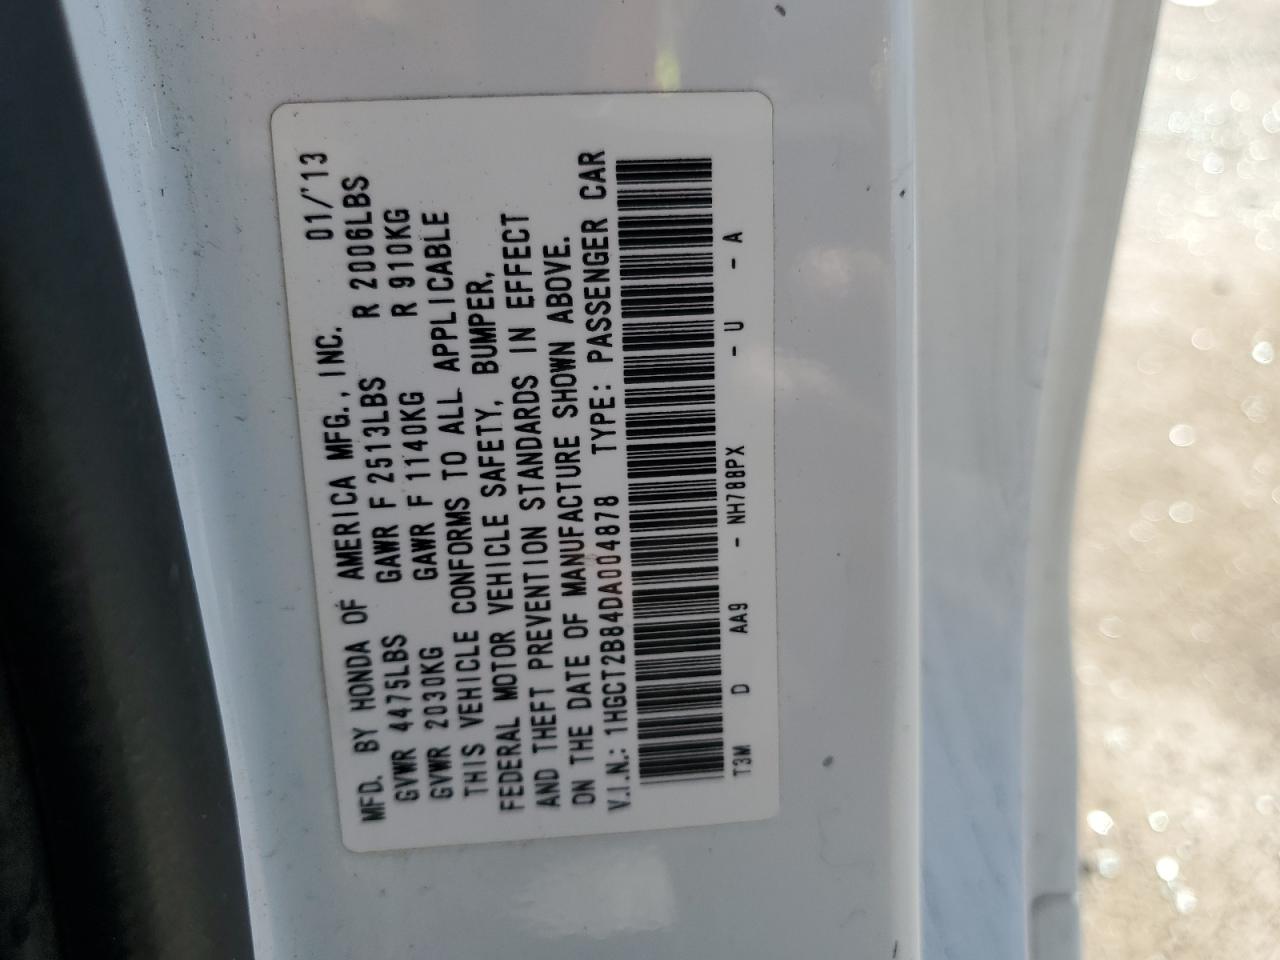 MFD. BY HONDA OF AMERICA MFG., INC. 01/'13
GVWR 4475LBS GAWR F 2513LBS R 2006LBS
GVWR 2030KG GAWR F 1140KG R 910KG
THIS VEHICLE CONFORMS TO ALL APPLICABLE
FEDERAL MOTOR VEHICLE SAFETY, BUMPER,
AND THEFT PREVENTION STANDARDS IN EFFECT
ON THE DATE OF MANUFACTURE SHOWN ABOVE.
V.I.N.: 1HGCT2B84DA004878 TYPE: PASSENGER CAR
T3M D AA9 - NH788PX - U - A